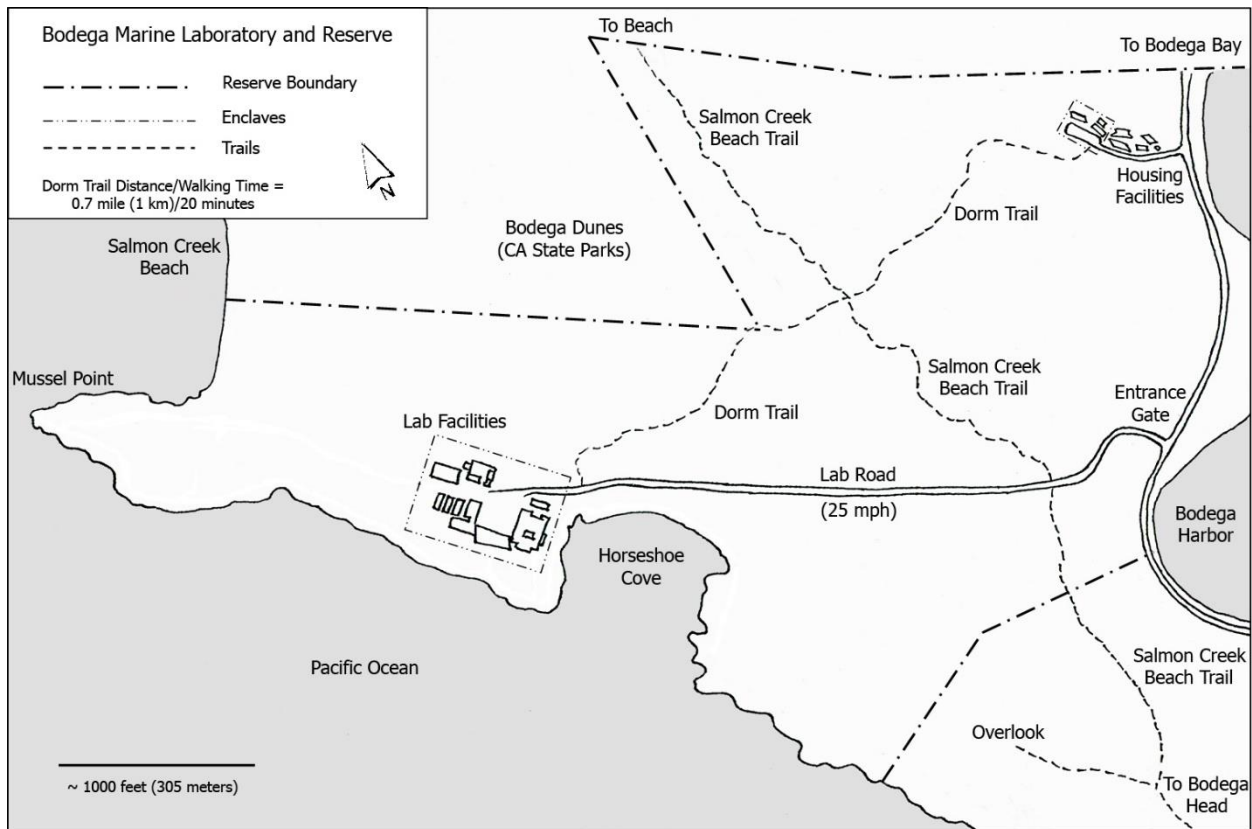 Bodega Marine Laboratory and Reserve
Reserve Boundary
Enclaves
Trails
Dorm Trail Distance/Walking Time =
0.7 mile (1 km)/20 minutes
N
To Beach
To Bodega Bay
Salmon Creek
Beach Trail
Housing
Facilities
Dorm Trail
Bodega Dunes
(CA State Parks)
Salmon Creek
Beach
Mussel Point
Salmon Creek
Beach Trail
Entrance
Gate
Dorm Trail
Lab Facilities
Lab Road
(25 mph)
Bodega
Harbor
Horseshoe
Cove
Pacific Ocean
Salmon Creek
Beach Trail
Overlook
To Bodega
Head
~ 1000 feet (305 meters)